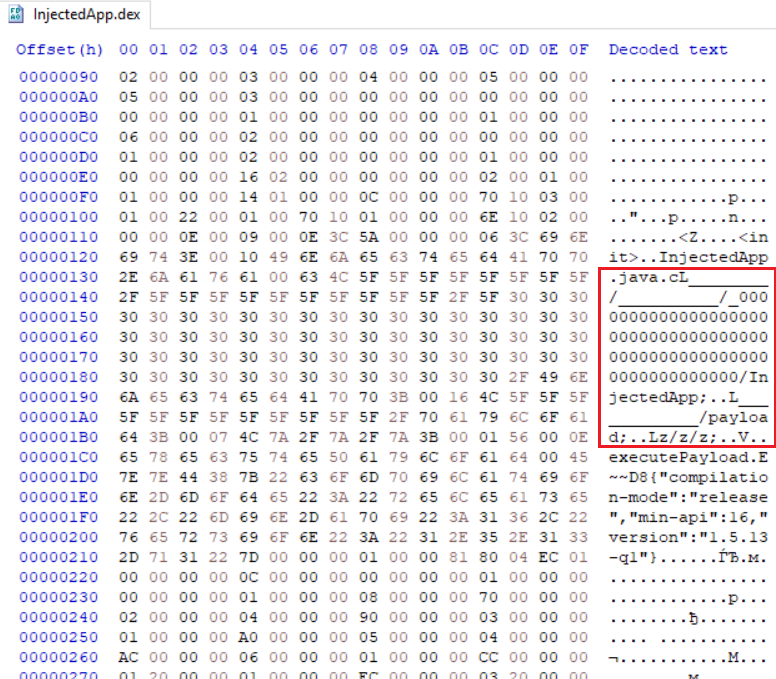 InjectedApp.dex
Offset(h) 00 01 02 03 04 05 06 07 08 09 0A 0B 0C 0D 0E 0F Decoded text
00000090 02 00 00 00 03 00 00 00 04 00 00 00 05 00 00 00 ................
000000A0 05 00 00 00 03 00 00 00 00 00 00 00 00 00 00 00 ................
000000B0 00 00 00 00 01 00 00 00 00 00 00 00 01 00 00 00 ................
000000C0 06 00 00 00 02 00 00 00 00 00 00 00 00 00 00 00 ................
000000D0 01 00 00 00 02 00 00 00 00 00 00 00 01 00 00 00 ................
000000E0 00 00 00 00 16 02 00 00 00 00 00 00 02 00 01 00 ................
000000F0 01 00 00 00 14 01 00 00 0C 00 00 00 70 10 03 00 ............p...
00000100 01 00 22 00 01 00 70 10 01 00 00 00 6E 10 02 00 .."...p.....n...
00000110 00 00 0E 00 09 00 0E 3C 5A 00 00 00 06 3C 69 6E .......<Z....<in
00000120 69 74 3E 00 10 49 6E 6A 65 63 74 65 64 41 70 70 it>..InjectedApp
00000130 2E 6A 61 76 61 00 63 4C 5F 5F 5F 5F 5F 5F 5F 5F .java.cL________
00000140 2F 5F 5F 5F 5F 5F 5F 5F 5F 5F 5F 2F 5F 30 30 30 /__________/_000
00000150 30 30 30 30 30 30 30 30 30 30 30 30 30 30 30 30 0000000000000000
00000160 30 30 30 30 30 30 30 30 30 30 30 30 30 30 30 30 0000000000000000
00000170 30 30 30 30 30 30 30 30 30 30 30 30 30 30 30 30 0000000000000000
00000180 30 30 30 30 30 30 30 30 30 30 30 30 30 2F 49 6E 0000000000000/In
00000190 6A 65 63 74 65 64 41 70 70 3B 00 16 4C 5F 5F 5F jectedApp;..L___
000001A0 5F 5F 5F 5F 5F 5F 5F 5F 5F 2F 70 61 79 6C 6F 61 _________/payloa
000001B0 64 3B 00 07 4C 7A 2F 7A 2F 7A 3B 00 01 56 00 0E d;..Lz/z/z;..V..
000001C0 65 78 65 63 75 74 65 50 61 79 6C 6F 61 64 00 45 executePayload.E
000001D0 7E 7E 44 38 7B 22 63 6F 6D 70 69 6C 61 74 69 6F ~~D8{"compilatio
000001E0 6E 2D 6D 6F 64 65 22 3A 22 72 65 6C 65 61 73 65 n-mode":"release
000001F0 22 2C 22 6D 69 6E 2D 61 70 69 22 3A 31 36 2C 22 ","min-api":16,"
00000200 76 65 72 73 69 6F 6E 22 3A 22 31 2E 35 2E 31 33 version":"1.5.13
00000210 2D 71 31 22 7D 00 00 00 01 00 00 81 80 04 EC 01 -q1"}......ЃЂ.м.
00000220 00 00 00 00 0C 00 00 00 00 00 00 00 01 00 00 00 ................
00000230 00 00 00 00 01 00 00 00 08 00 00 00 70 00 00 00 ............p...
00000240 02 00 00 00 04 00 00 00 90 00 00 00 03 00 00 00 ........ђ.......
00000250 01 00 00 00 A0 00 00 00 05 00 00 00 04 00 00 00 .... ...........
00000260 AC 00 00 00 06 00 00 00 01 00 00 00 CC 00 00 00 ¬...........М...
00000270 01 20 00 00 01 00 00 00 EC 00 00 00 03 20 00 00